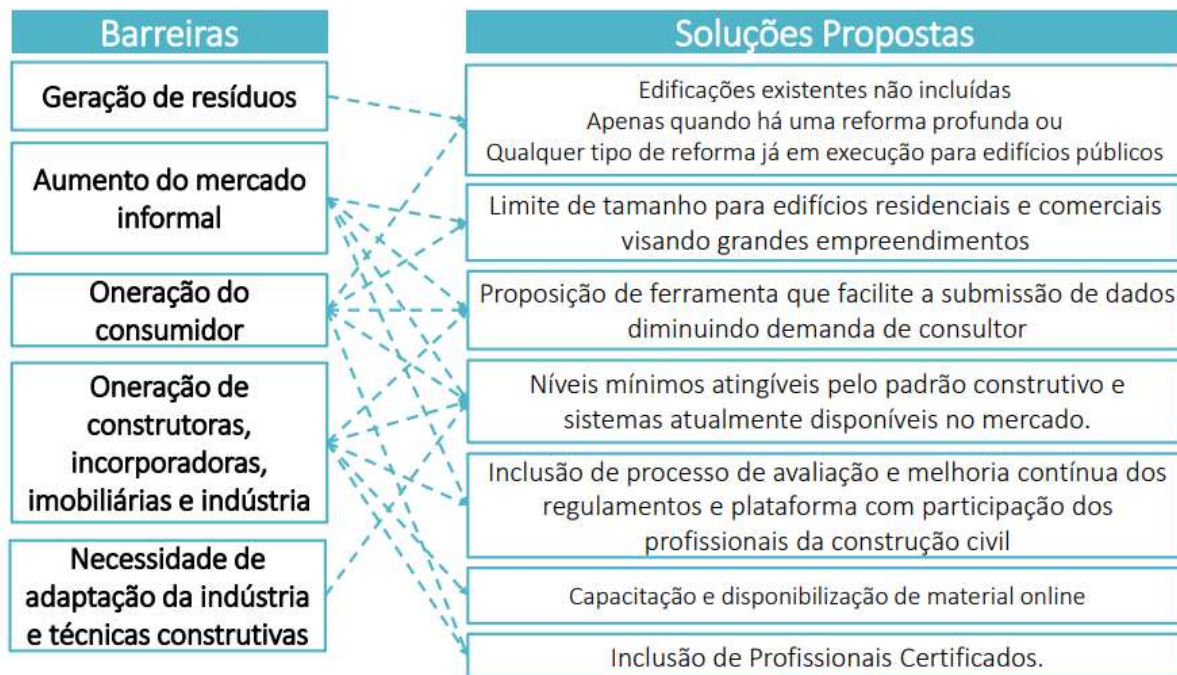 Barreiras
Geração de resíduos
Aumento do mercado
informal
Oneração do
consumidor
Oneração de
construtoras,
incorporadoras,
imobiliárias e indústria
Necessidade de
adaptação da indústria
e técnicas construtivas
Soluções Propostas
Edificações existentes não incluídas
Apenas quando há uma reforma profunda ou
Qualquer tipo de reforma já em execução para edifícios públicos
Limite de tamanho para edifícios residenciais e comerciais
visando grandes empreendimentos
Proposição de ferramenta que facilite a submissão de dados
diminuindo demanda de consultor
Níveis mínimos atingíveis pelo padrão construtivo e
sistemas atualmente disponíveis no mercado.
Inclusão de processo de avaliação e melhoria contínua dos
regulamentos e plataforma com participação dos
profissionais da construção civil
Capacitação e disponibilização de material online
Inclusão de Profissionais Certificados.